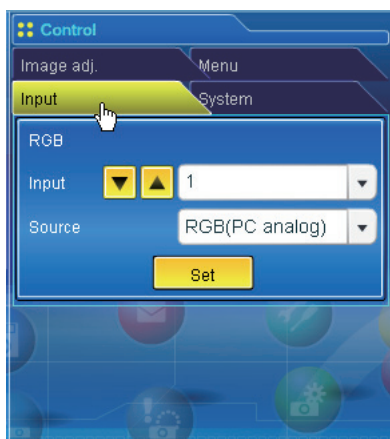 Control
Image adj. Menu
Input System
RGB
Input 1
Source RGB(PC analog)
Set